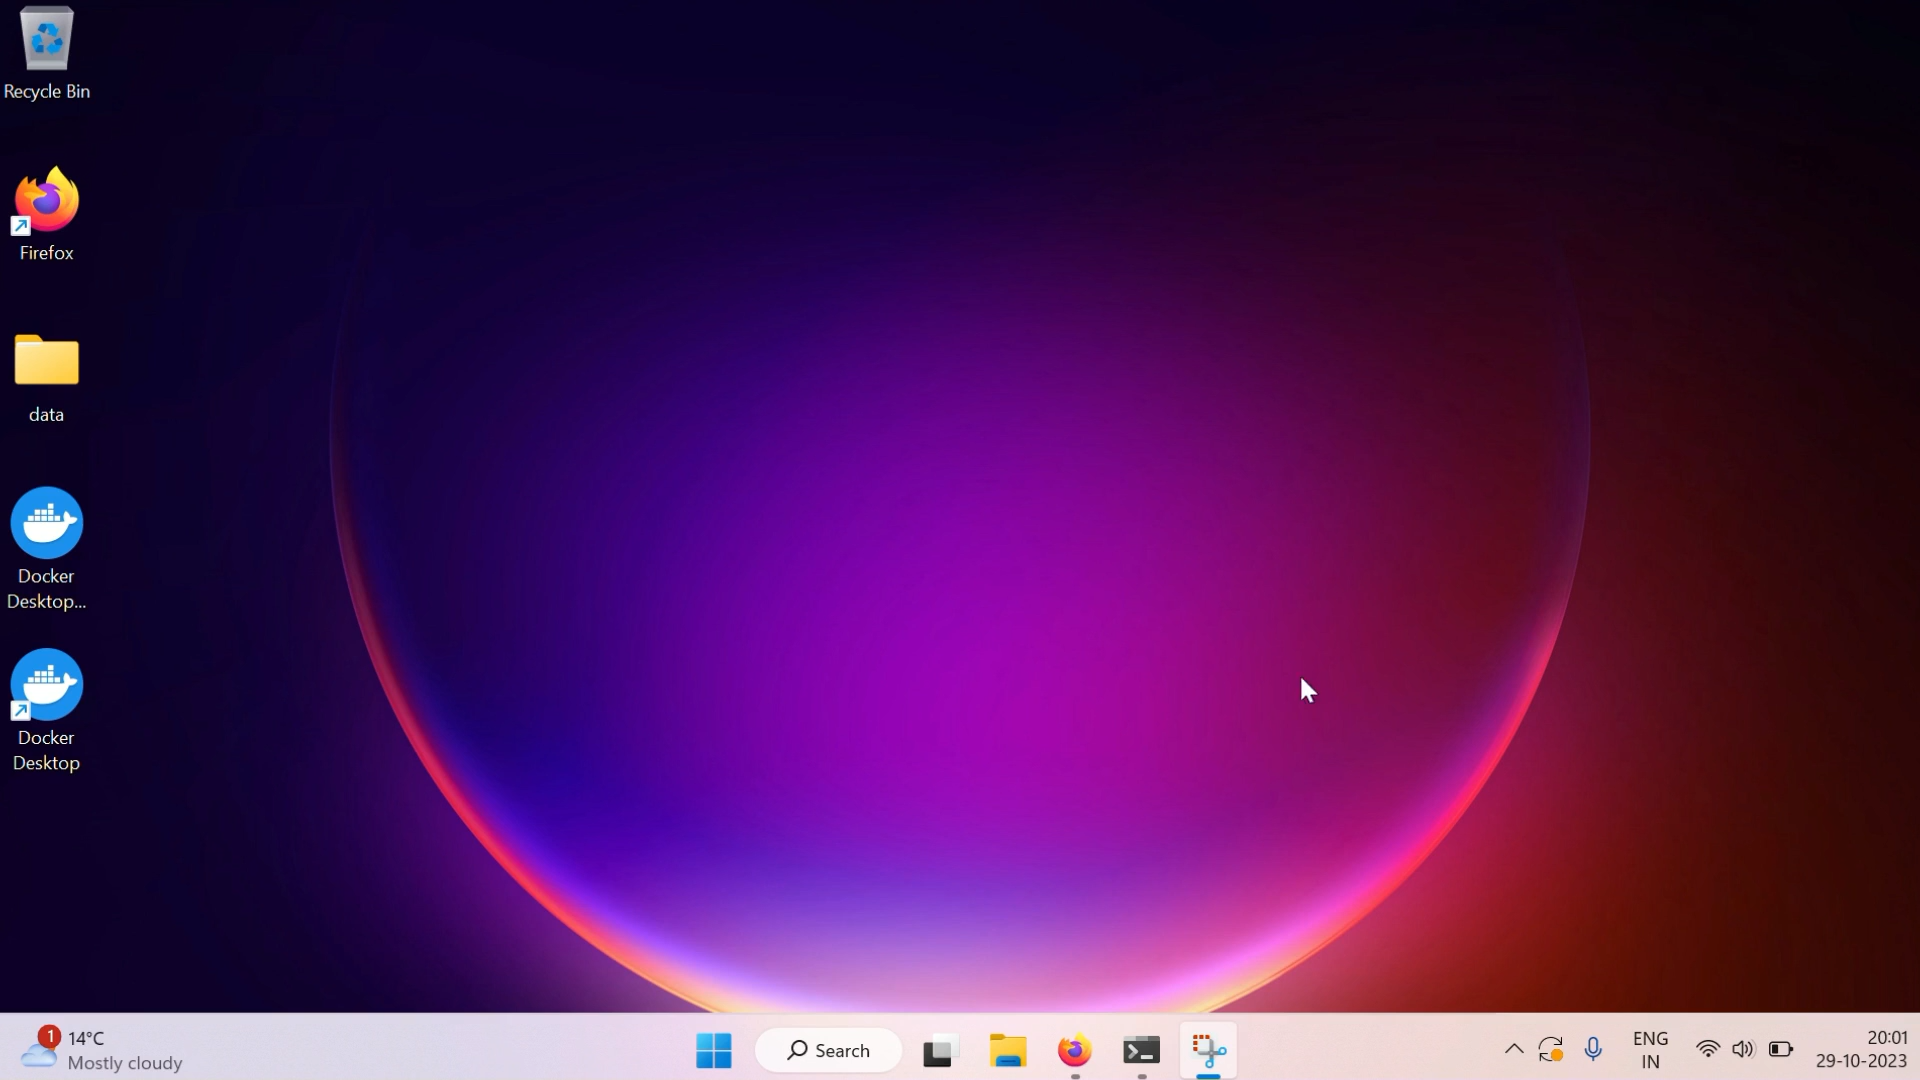 Recycle Bin
Firefox
data
Docker
Desktop...
Docker
Desktop
1
14°C
Mostly cloudy
Search
ENG
IN
20:01
29-10-2023